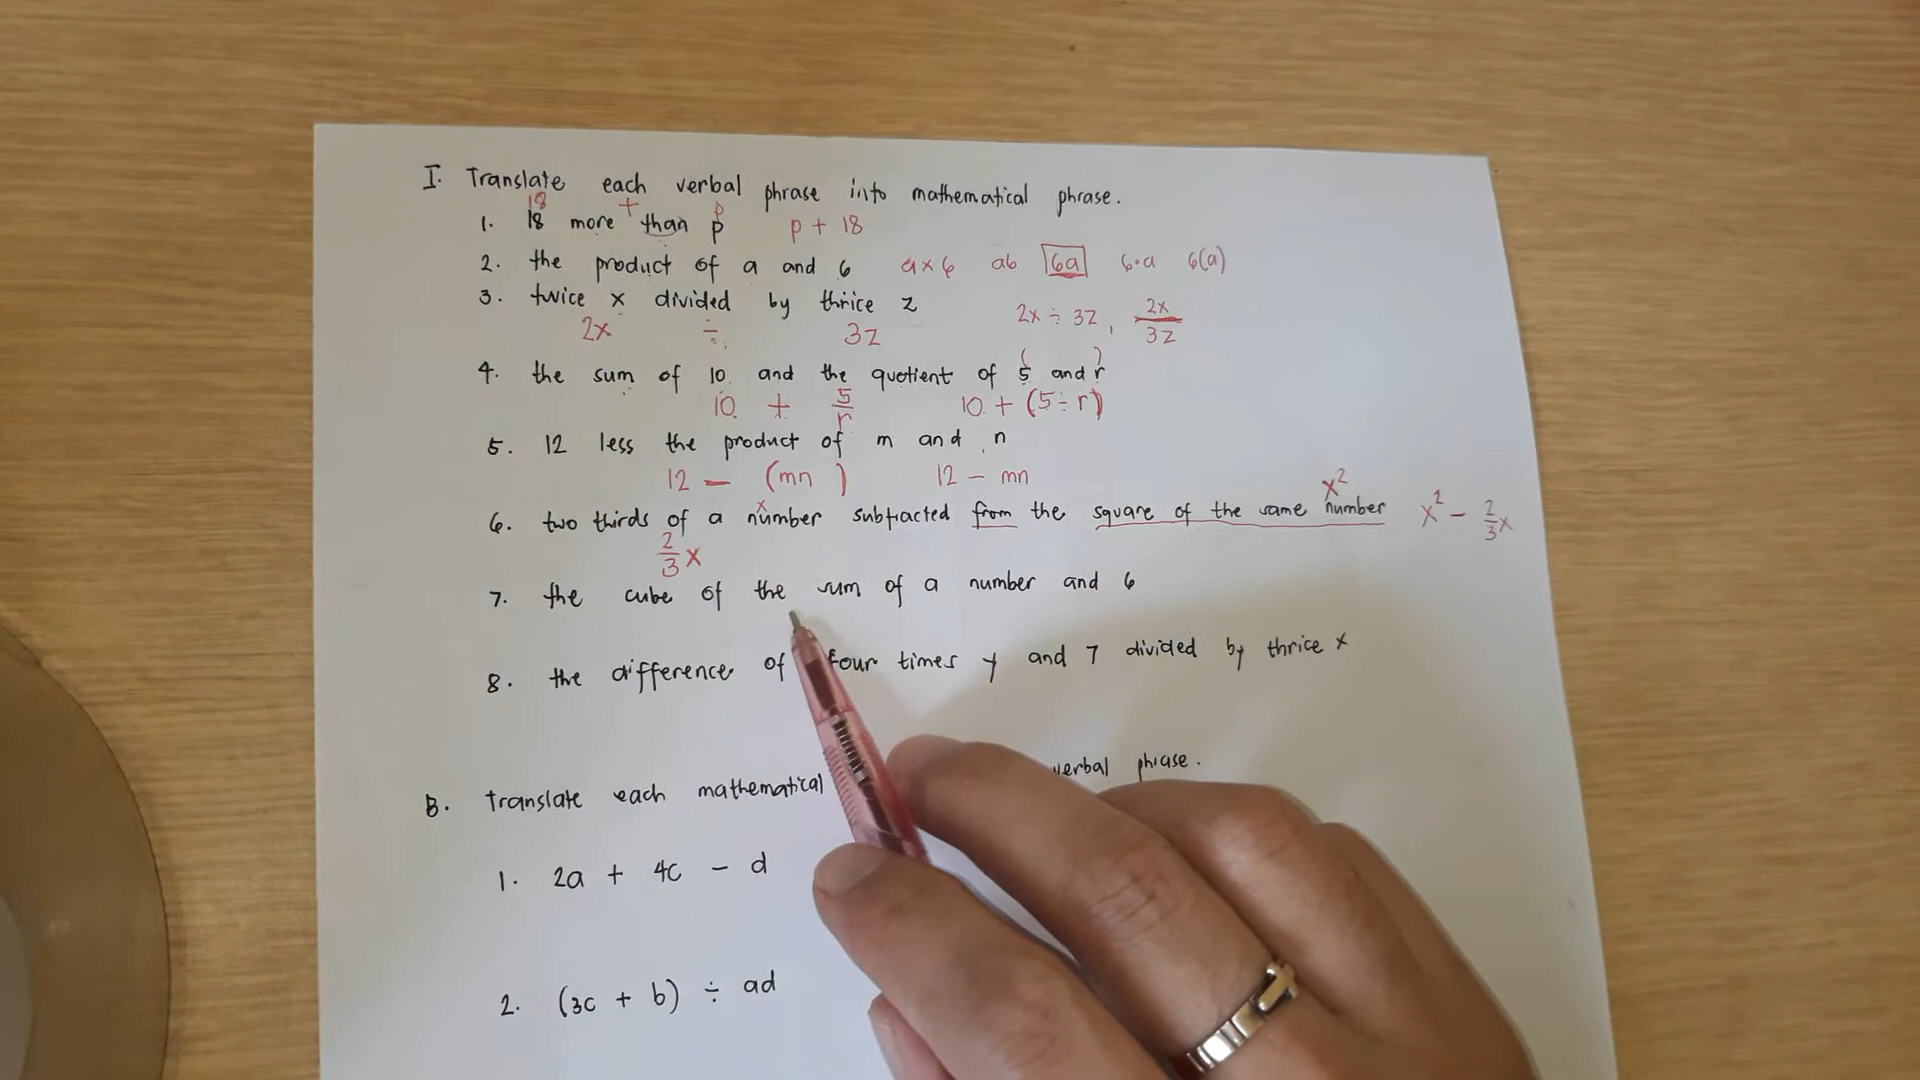 I. Translate each verbal phrase into mathematical phrase.
18 + p
1. 18 more than p p + 18
2. the product of a and 6 a×6 a6 6a 6·a 6(a)
3. twice x divided by thrice z 2x ÷ 3z, 2x/3z
2x ÷ 3z
4. the sum of 10 and the quotient of (5 and r)
10 + 5/r 10 + (5÷r)
5. 12 less the product of m and n
12 − (mn) 12 − mn
x x²
6. two thirds of a number subtracted from the square of the same number x² − 2/3x
2/3 x
7. the cube of the sum of a number and 6
8. the difference of four times y and 7 divided by thrice x
B. Translate each mathematical verbal phrase.
1. 2a + 4c − d
2. (3c + b) ÷ ad